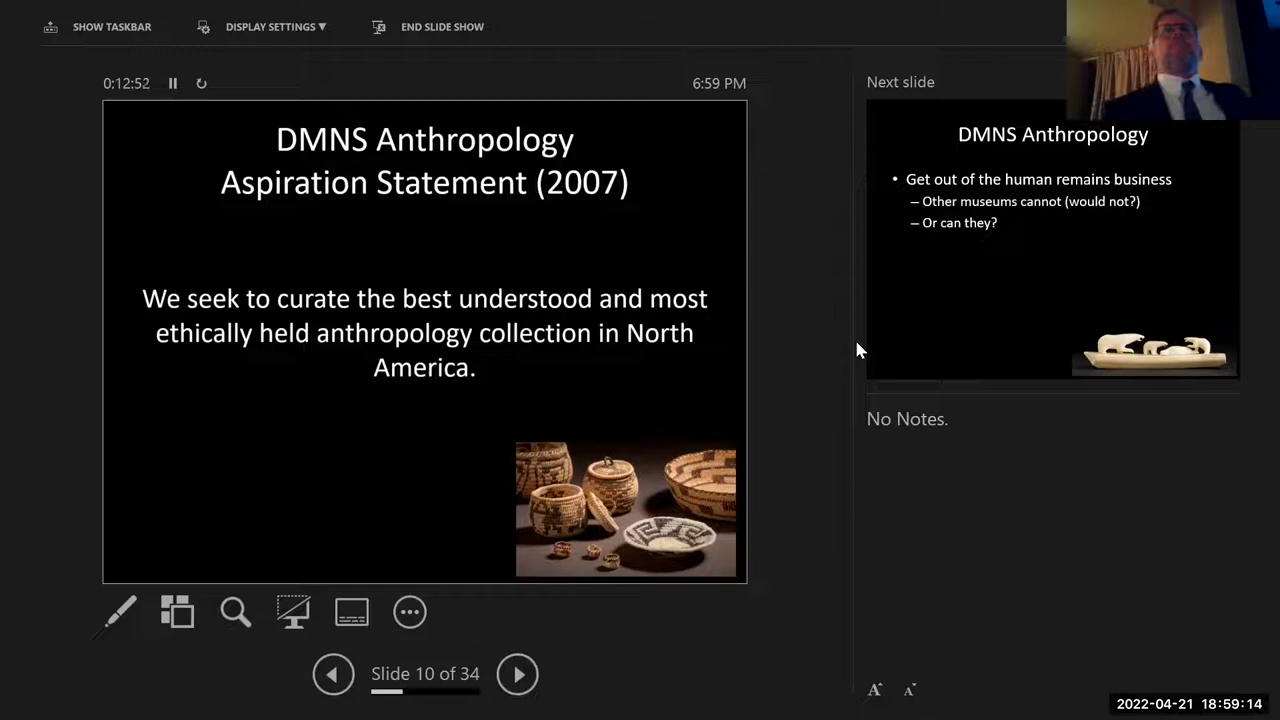 SHOW TASKBAR
DISPLAY SETTINGS ▼
END SLIDE SHOW
0:12:52
6:59 PM
DMNS Anthropology
Aspiration Statement (2007)
We seek to curate the best understood and most
ethically held anthropology collection in North
America.
Slide 10 of 34
Next slide
DMNS Anthropology
• Get out of the human remains business
– Other museums cannot (would not?)
– Or can they?
No Notes.
A A
2022-04-21 18:59:14